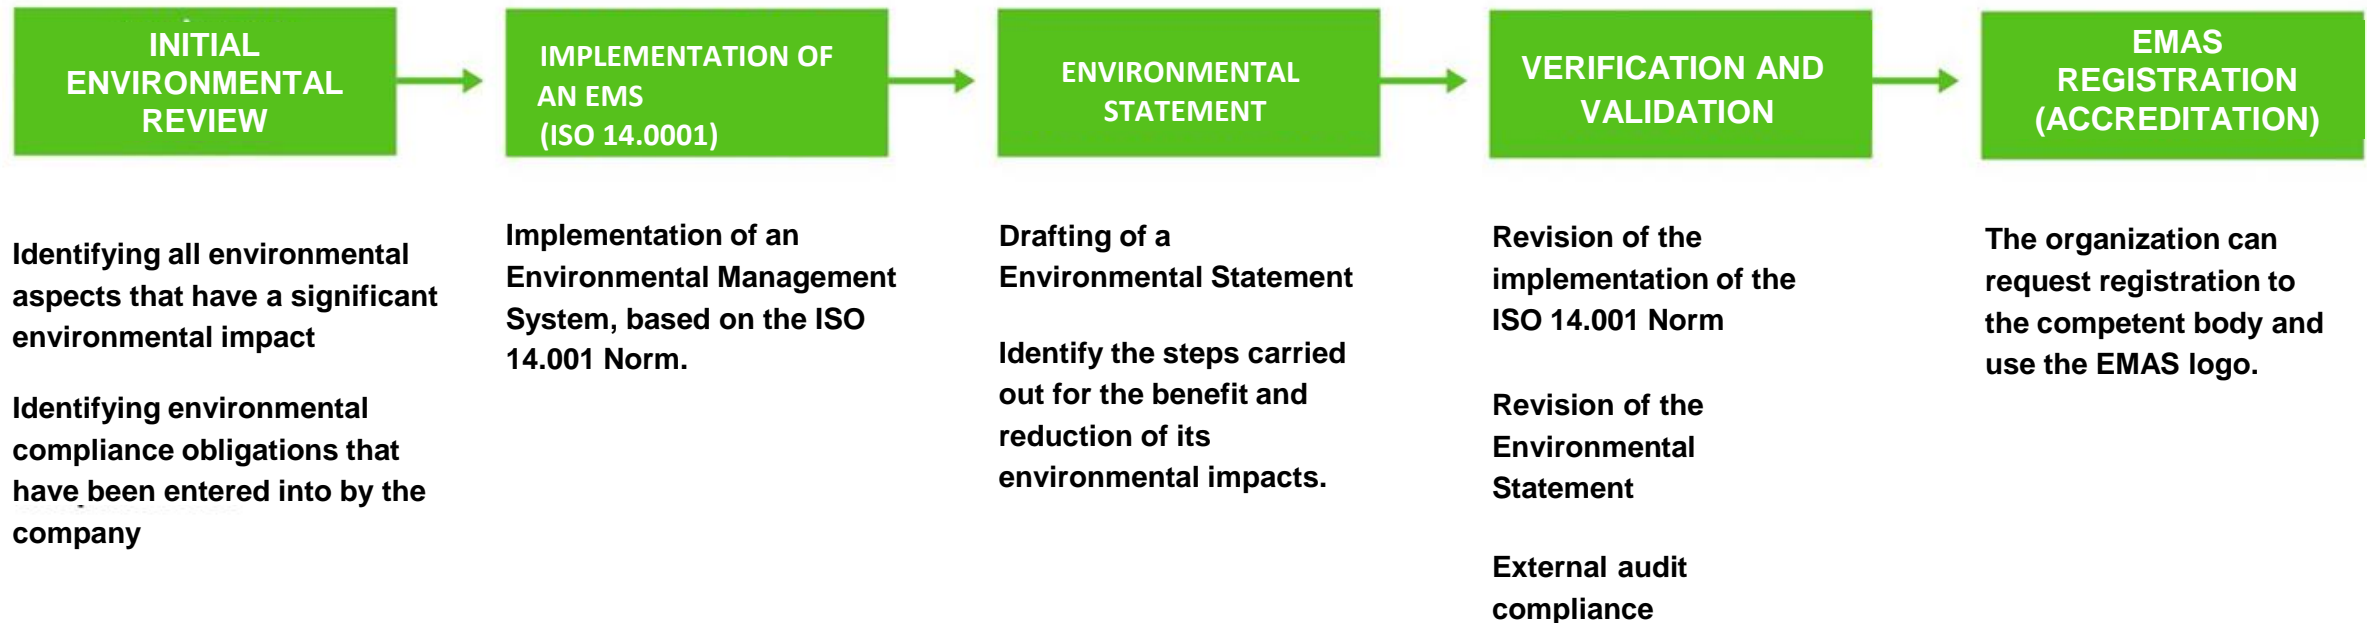 INITIAL
ENVIRONMENTAL
REVIEW
IMPLEMENTATION OF
AN EMS
(ISO 14.0001)
ENVIRONMENTAL
STATEMENT
VERIFICATION AND
VALIDATION
EMAS
REGISTRATION
(ACCREDITATION)
Identifying all environmental
aspects that have a significant
environmental impact
Identifying environmental
compliance obligations that
have been entered into by the
company
Implementation of an
Environmental Management
System, based on the ISO
14.001 Norm.
Drafting of a
Environmental Statement
Identify the steps carried
out for the benefit and
reduction of its
environmental impacts.
Revision of the
implementation of the
ISO 14.001 Norm
Revision of the
Environmental
Statement
External audit
compliance
The organization can
request registration to
the competent body and
use the EMAS logo.